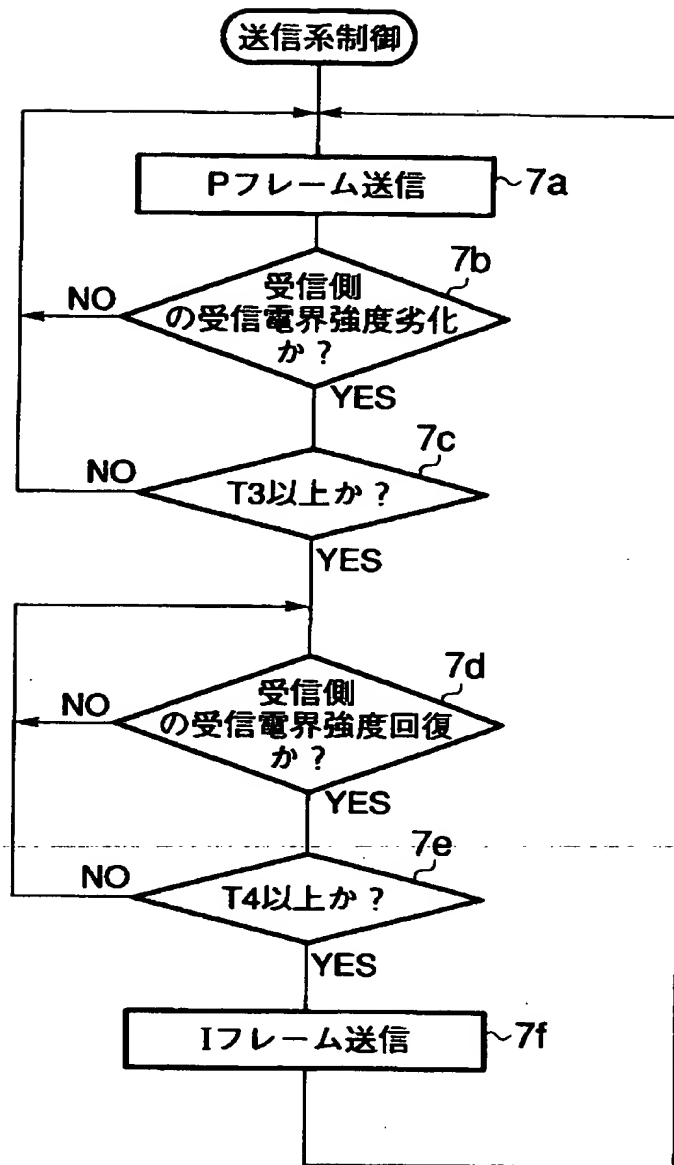 送信系制御
Pフレーム送信
7a
7b
受信側
の受信電界強度劣化
か?
NO
YES
7c
T3以上か?
NO
YES
7d
受信側
の受信電界強度回復
か?
NO
YES
7e
T4以上か?
NO
YES
Iフレーム送信
7f